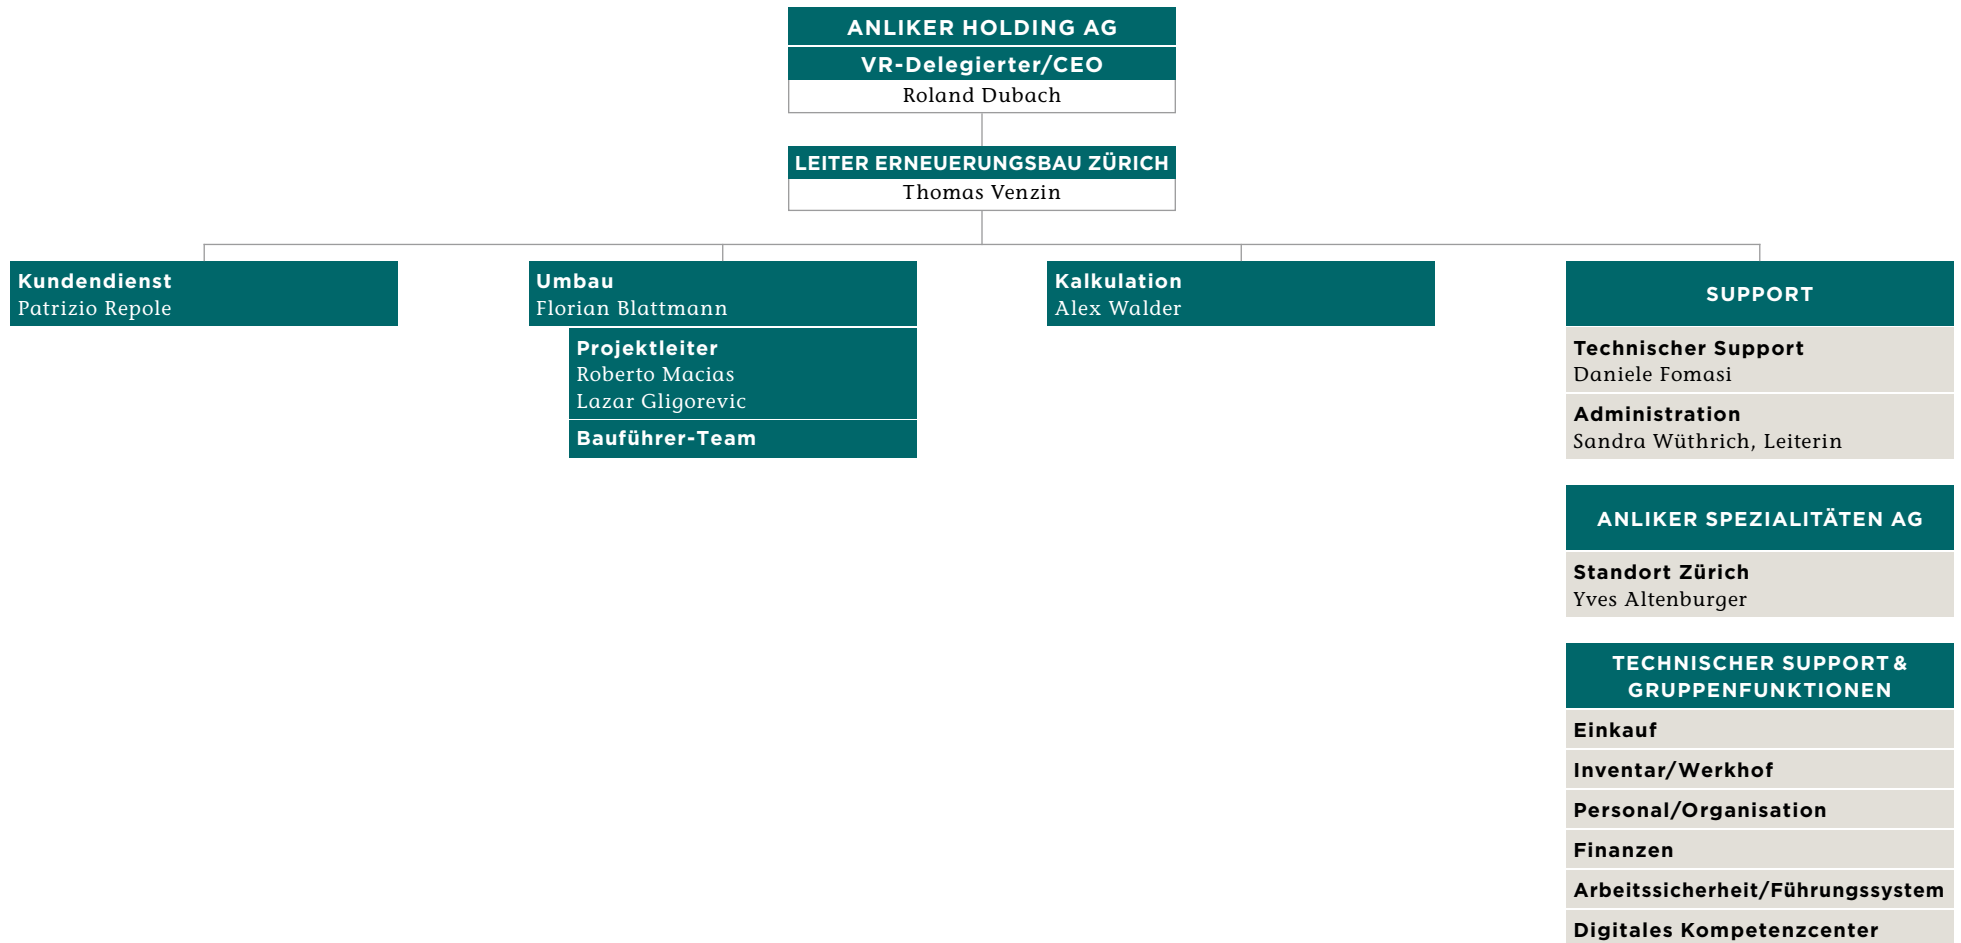 ANLIKER HOLDING AG
VR-Delegierter/CEO
Roland Dubach
LEITER ERNEUERUNGSBAU ZÜRICH
Thomas Venzin
Kundendienst
Patrizio Repole
Umbau
Florian Blattmann
Projektleiter
Roberto Macias
Lazar Gligorevic
Bauführer-Team
Kalkulation
Alex Walder
SUPPORT
Technischer Support
Daniele Fomasi
Administration
Sandra Wüthrich, Leiterin
ANLIKER SPEZIALITÄTEN AG
Standort Zürich
Yves Altenburger
TECHNISCHER SUPPORT &
GRUPPENFUNKTIONEN
Einkauf
Inventar/Werkhof
Personal/Organisation
Finanzen
Arbeitssicherheit/Führungssystem
Digitales Kompetenzcenter